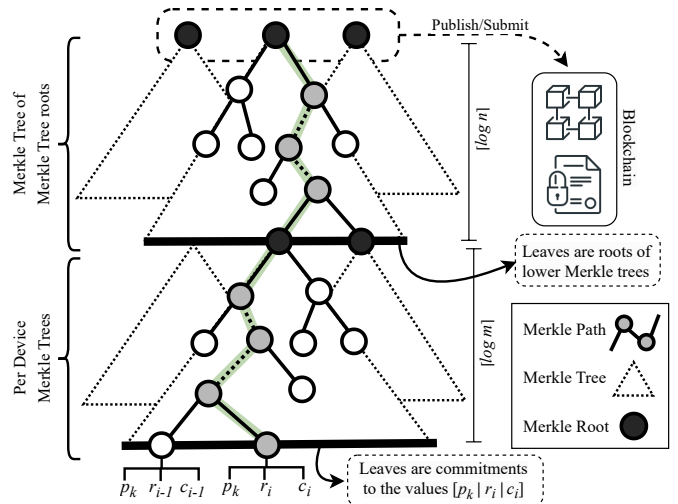 Publish/Submit
Merkle Tree of
Merkle Tree roots
⌈log n⌉
Blockchain
Leaves are roots of
lower Merkle trees
Per Device
Merkle Trees
⌈log m⌉
Merkle Path
Merkle Tree
Merkle Root
p_k r_{i-1} c_{i-1} p_k r_i c_i
Leaves are commitments
to the values [p_k | r_i | c_i]